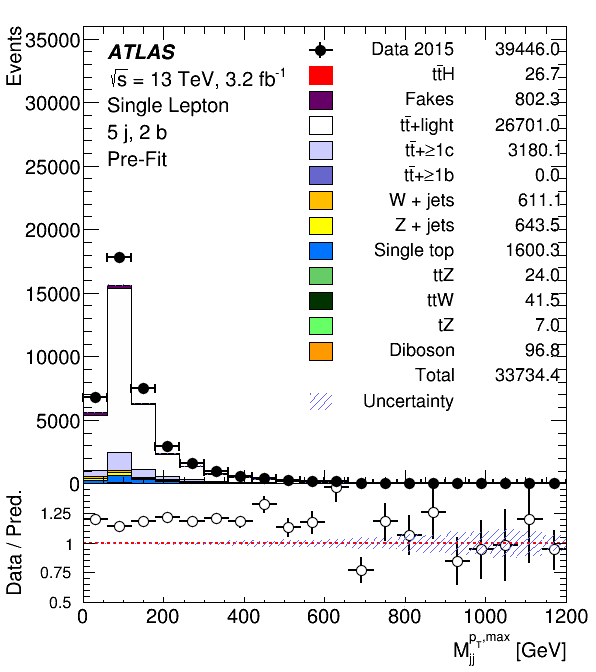 ATLAS
√s = 13 TeV, 3.2 fb⁻¹
Single Lepton
5 j, 2 b
Pre-Fit
Data 2015 39446.0
tt̄H 26.7
Fakes 802.3
tt̄+light 26701.0
tt̄+≥1c 3180.1
tt̄+≥1b 0.0
W + jets 611.1
Z + jets 643.5
Single top 1600.3
ttZ 24.0
ttW 41.5
tZ 7.0
Diboson 96.8
Total 33734.4
Uncertainty
Events
35000
30000
25000
20000
15000
10000
5000
0
Data / Pred.
1.25
1
0.75
0.5
0 200 400 600 800 1000 1200
M_jj^{p_T,max} [GeV]